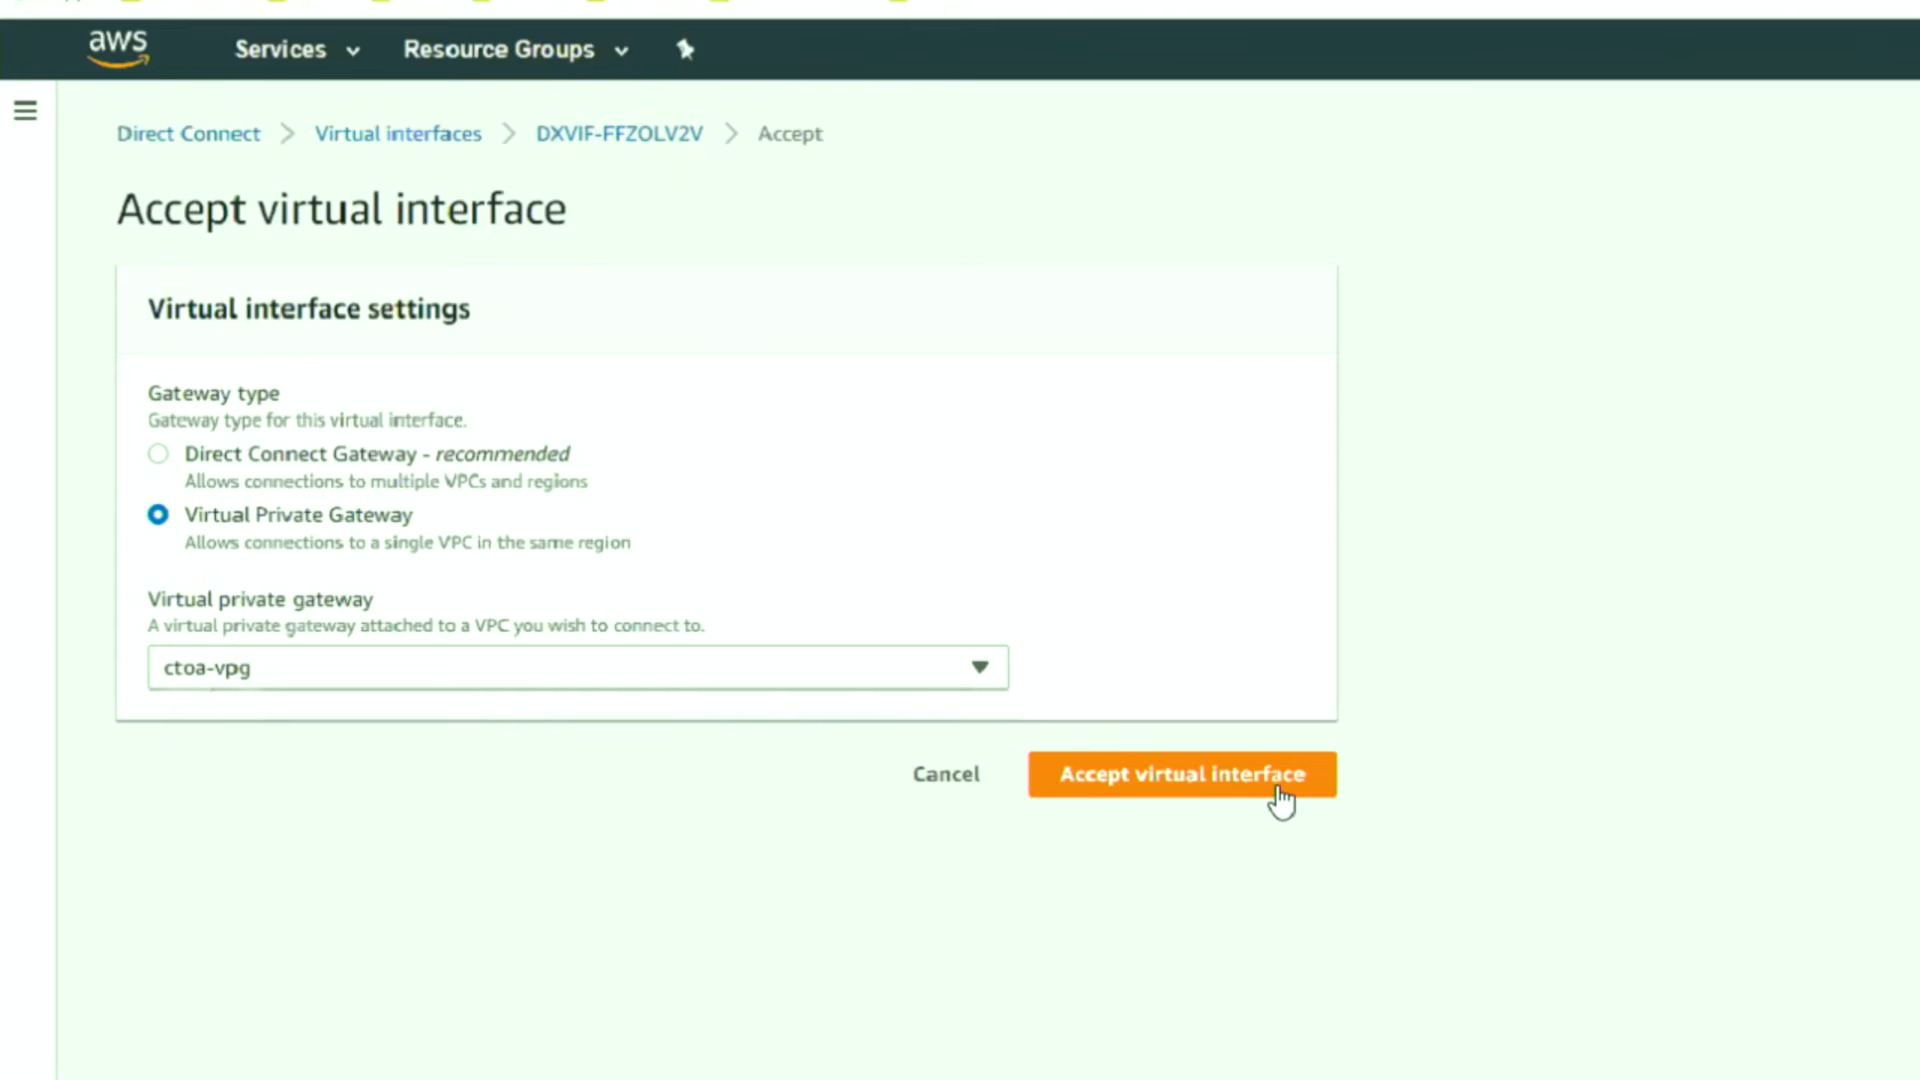 aws
Services
Resource Groups
Direct Connect
Virtual interfaces
DXVIF-FFZOLV2V
Accept
Accept virtual interface
Virtual interface settings
Gateway type
Gateway type for this virtual interface.
Direct Connect Gateway - recommended
Allows connections to multiple VPCs and regions
Virtual Private Gateway
Allows connections to a single VPC in the same region
Virtual private gateway
A virtual private gateway attached to a VPC you wish to connect to.
ctoa-vpg
Cancel
Accept virtual interface